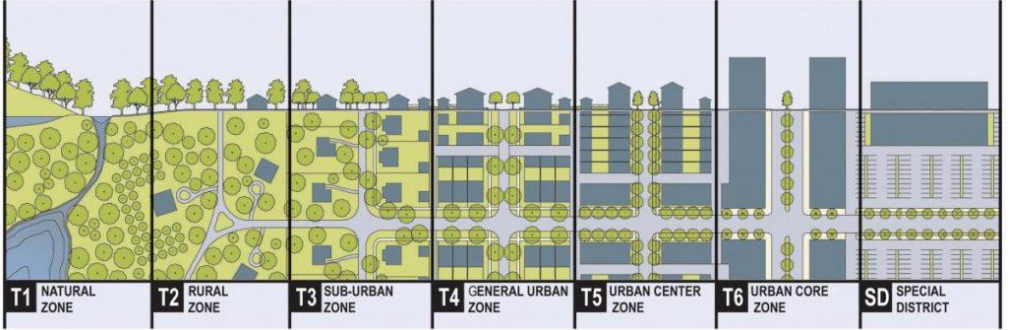 T1 NATURAL
ZONE
T2 RURAL
ZONE
T3 SUB-URBAN
ZONE
T4 GENERAL URBAN
ZONE
T5 URBAN CENTER
ZONE
T6 URBAN CORE
ZONE
SD SPECIAL
DISTRICT